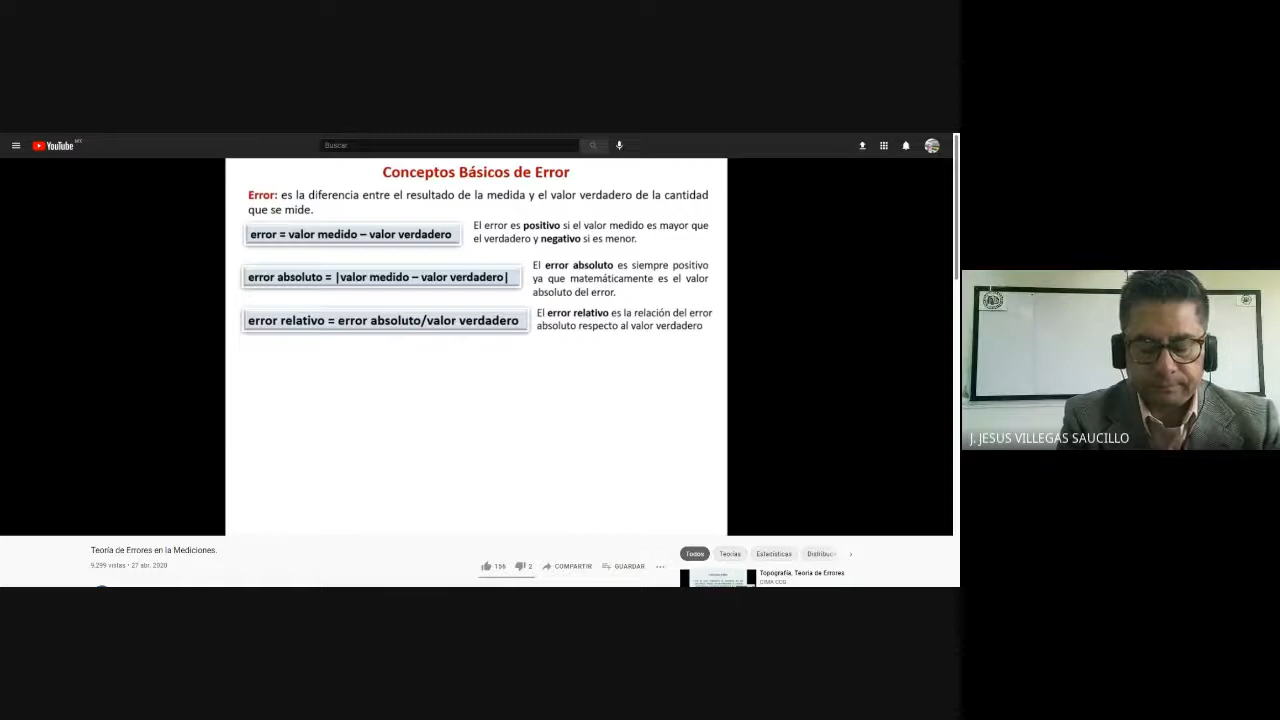 YouTube MX
Buscar
Conceptos Básicos de Error
Error: es la diferencia entre el resultado de la medida y el valor verdadero de la cantidad
que se mide.
error = valor medido – valor verdadero
El error es positivo si el valor medido es mayor que
el verdadero y negativo si es menor.
error absoluto = |valor medido – valor verdadero|
El error absoluto es siempre positivo
ya que matemáticamente es el valor
absoluto del error.
error relativo = error absoluto/valor verdadero
El error relativo es la relación del error
absoluto respecto al valor verdadero
J. JESUS VILLEGAS SAUCILLO
Teoría de Errores en la Mediciones.
9,299 vistas • 27 abr. 2020
156
2
COMPARTIR
GUARDAR
Todos
Teorías
Estadísticas
Distribuc
Topografía, Teoria de Errores
CIMA COG